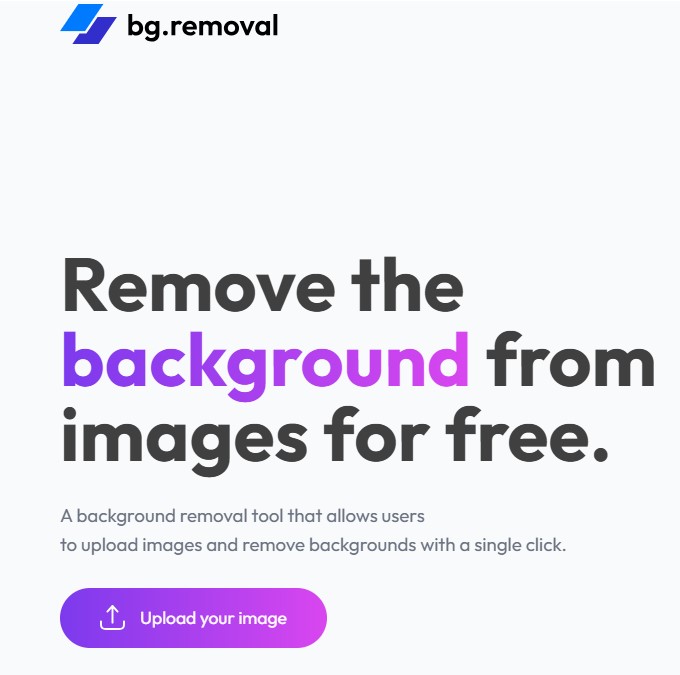 bg.removal
Remove the
background from
images for free.
A background removal tool that allows users
to upload images and remove backgrounds with a single click.
Upload your image